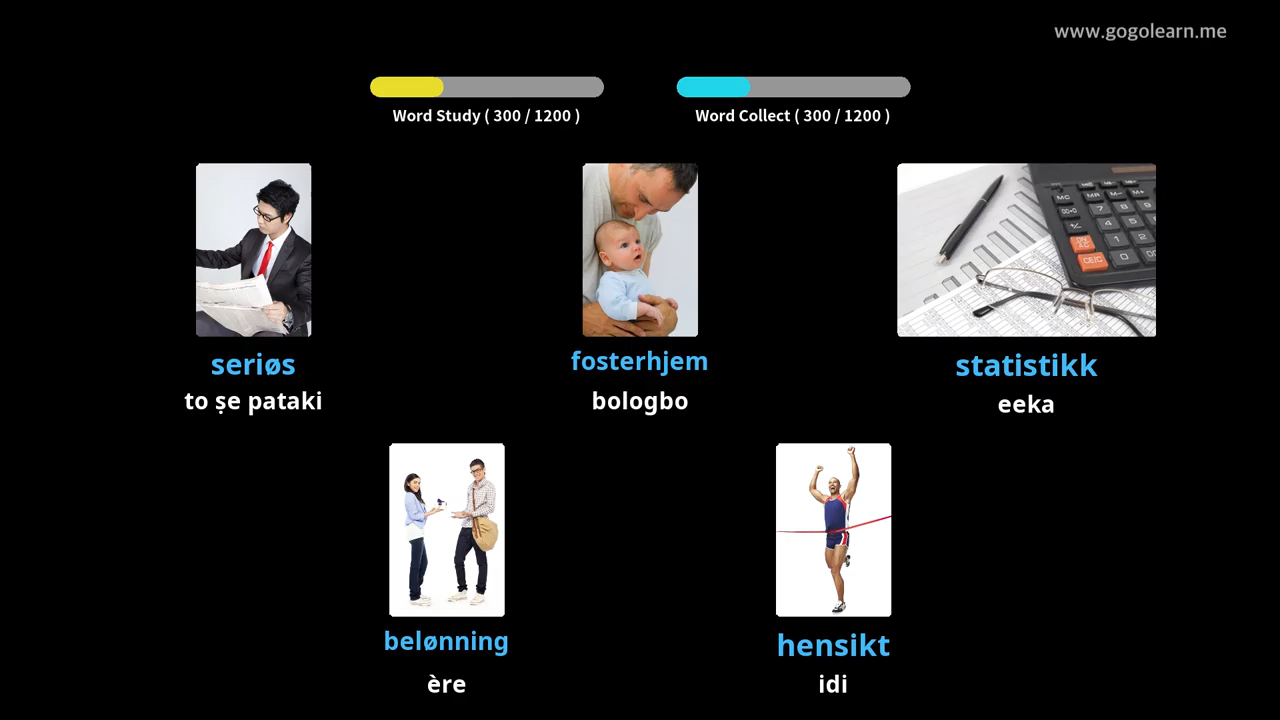 www.gogolearn.me
Word Study ( 300 / 1200 )
Word Collect ( 300 / 1200 )
seriøs
to ṣe pataki
fosterhjem
bologbo
statistikk
eeka
belønning
ère
hensikt
idi